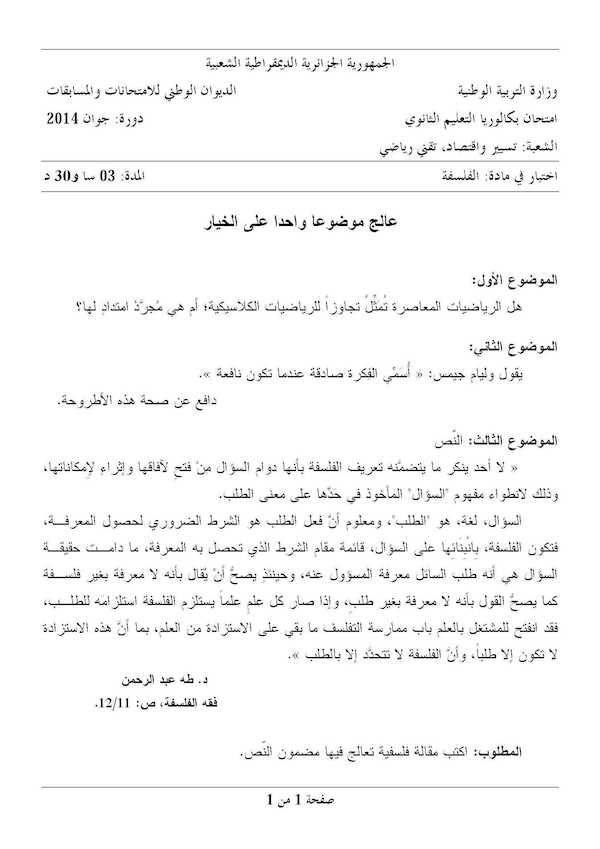 الجمهورية الجزائرية الديمقراطية الشعبية
وزارة التربية الوطنية الديوان الوطني للامتحانات والمسابقات
امتحان بكالوريا التعليم الثانوي دورة: جوان 2014
الشعبة: تسيير واقتصاد، تقني رياضي
اختبار في مادة: الفلسفة المدة: 03 سا و30 د
عالج موضوعا واحدا على الخيار
الموضوع الأول:
هل الرياضيات المعاصرة تُمَثِّلُ تجاوزاً للرياضيات الكلاسيكية؛ أم هي مُجرَّدُ امتدادٍ لها؟
الموضوع الثاني:
يقول وليام جيمس: « أُسَمِّي الفِكرة صادقة عندما تكون نافعة ».
دافع عن صحة هذه الأطروحة.
الموضوع الثالث: النّص
« لا أحد ينكر ما يتضمَّنه تعريف الفلسفة بأنها دوام السؤال مِنْ فتحٍ لآفاقها وإثراءٍ لإمكاناتها،
وذلك لانطواء مفهوم "السؤال" المأخوذ في حَدِّها على معنى الطلب.
السؤال، لغة، هو "الطلب"، ومعلوم أنَّ فعل الطلب هو الشرط الضروري لحصول المعرفــة،
فتكون الفلسفة، بِانْبِنَائِها على السؤال، قائمة مقام الشرط الذي تحصل به المعرفة، ما دامــت حقيقــة
السؤال هي أنه طلب السائل معرفة المسؤول عنه، وحينئذٍ يصحُّ أنْ يُقال بأنه لا معرفة بغير فلســفة
كما يصحُّ القول بأنه لا معرفة بغير طلبٍ، وإذا صار كل علمٍ علماً يستلزم الفلسفة استلزامه للطلــب،
فقد انفتح للمشتغل بالعلم باب ممارسة التفلسف ما بقي على الاستزادة من العلم، بما أنَّ هذه الاستزادة
لا تكون إلا طلباً، وأنَّ الفلسفة لا تتحدَّد إلا بالطلب ».
د. طه عبد الرحمن
فقه الفلسفة، ص: 12/11.
المطلوب: اكتب مقالة فلسفية تعالج فيها مضمون النّص.
صفحة 1 من 1